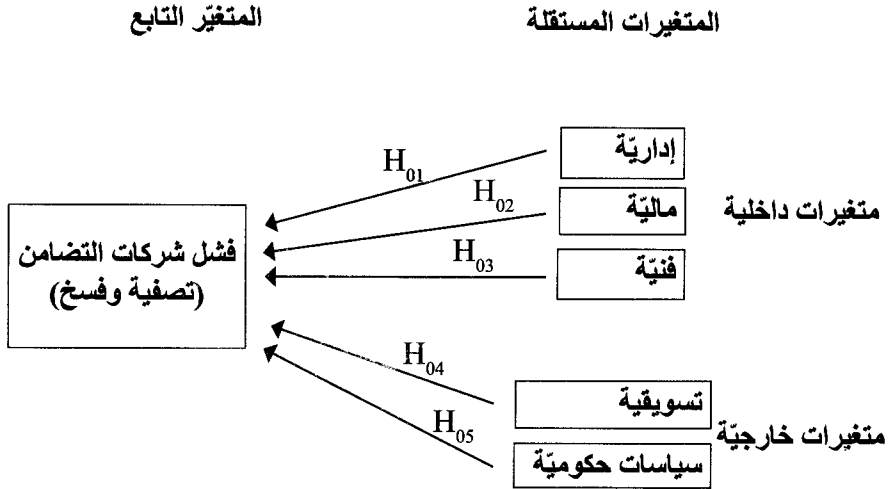 المتغيرات المستقلة
المتغيّر التابع
إداريّة
H01
ماليّة
متغيرات داخلية
H02
فنيّة
H03
فشل شركات التضامن
(تصفية وفسخ)
تسويقية
H04
متغيرات خارجيّة
سياسات حكوميّة
H05